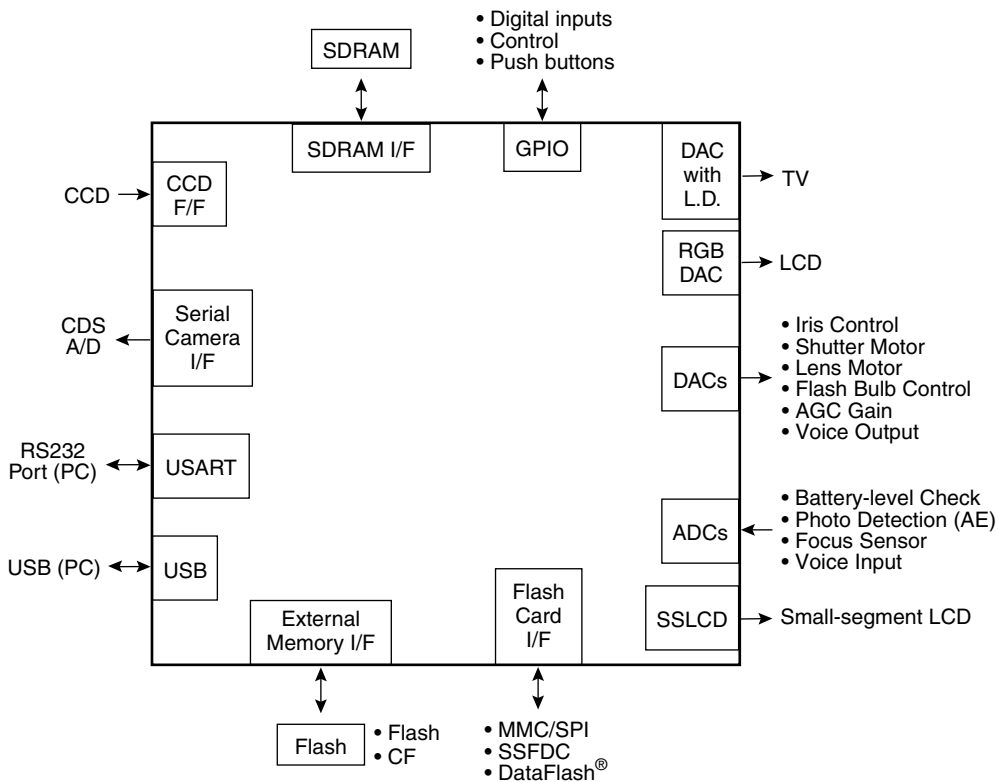 SDRAM
• Digital inputs
• Control
• Push buttons
SDRAM I/F
GPIO
DAC
with
L.D.
TV
CCD
CCD
F/F
RGB
DAC
LCD
CDS
A/D
Serial
Camera
I/F
DACs
• Iris Control
• Shutter Motor
• Lens Motor
• Flash Bulb Control
• AGC Gain
• Voice Output
RS232
Port (PC)
USART
ADCs
• Battery-level Check
• Photo Detection (AE)
• Focus Sensor
• Voice Input
USB (PC)
USB
External
Memory I/F
Flash
Card
I/F
SSLCD
Small-segment LCD
Flash
• Flash
• CF
• MMC/SPI
• SSFDC
• DataFlash®